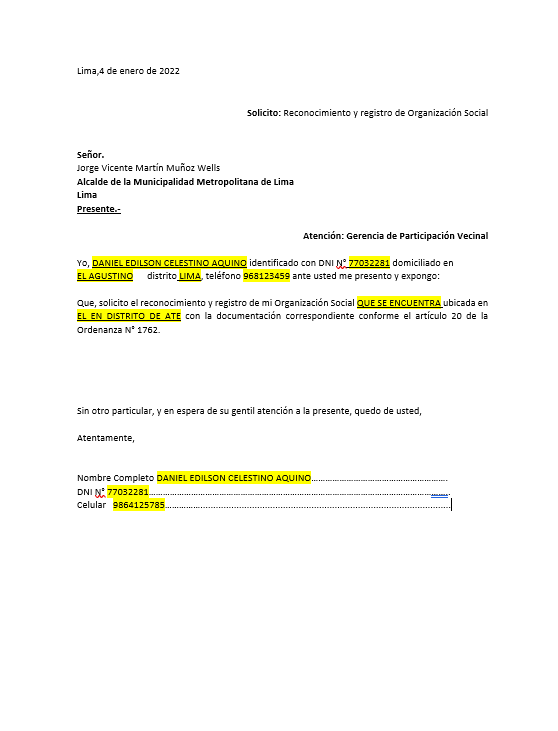 Lima,4 de enero de 2022
Solicito: Reconocimiento y registro de Organización Social
Señor.
Jorge Vicente Martín Muñoz Wells
Alcalde de la Municipalidad Metropolitana de Lima
Lima
Presente.-
Atención: Gerencia de Participación Vecinal
Yo, DANIEL EDILSON CELESTINO AQUINO identificado con DNI N° 77032281 domiciliado en
EL AGUSTINO distrito LIMA, teléfono 968123459 ante usted me presento y expongo:
Que, solicito el reconocimiento y registro de mi Organización Social QUE SE ENCUENTRA ubicada en
EL EN DISTRITO DE ATE con la documentación correspondiente conforme el artículo 20 de la
Ordenanza N° 1762.
Sin otro particular, y en espera de su gentil atención a la presente, quedo de usted,
Atentamente,
Nombre Completo DANIEL EDILSON CELESTINO AQUINO.......................................................
DNI N° 77032281.............................................................................................................
Celular 9864125785..........................................................................................................